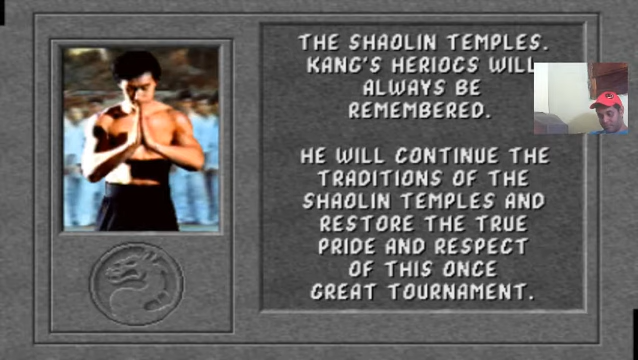 THE SHAOLIN TEMPLES.
KANG'S HERIOCS WILL
ALWAYS BE
REMEMBERED.
HE WILL CONTINUE THE
TRADITIONS OF THE
SHAOLIN TEMPLES AND
RESTORE THE TRUE
PRIDE AND RESPECT
OF THIS ONCE
GREAT TOURNAMENT.